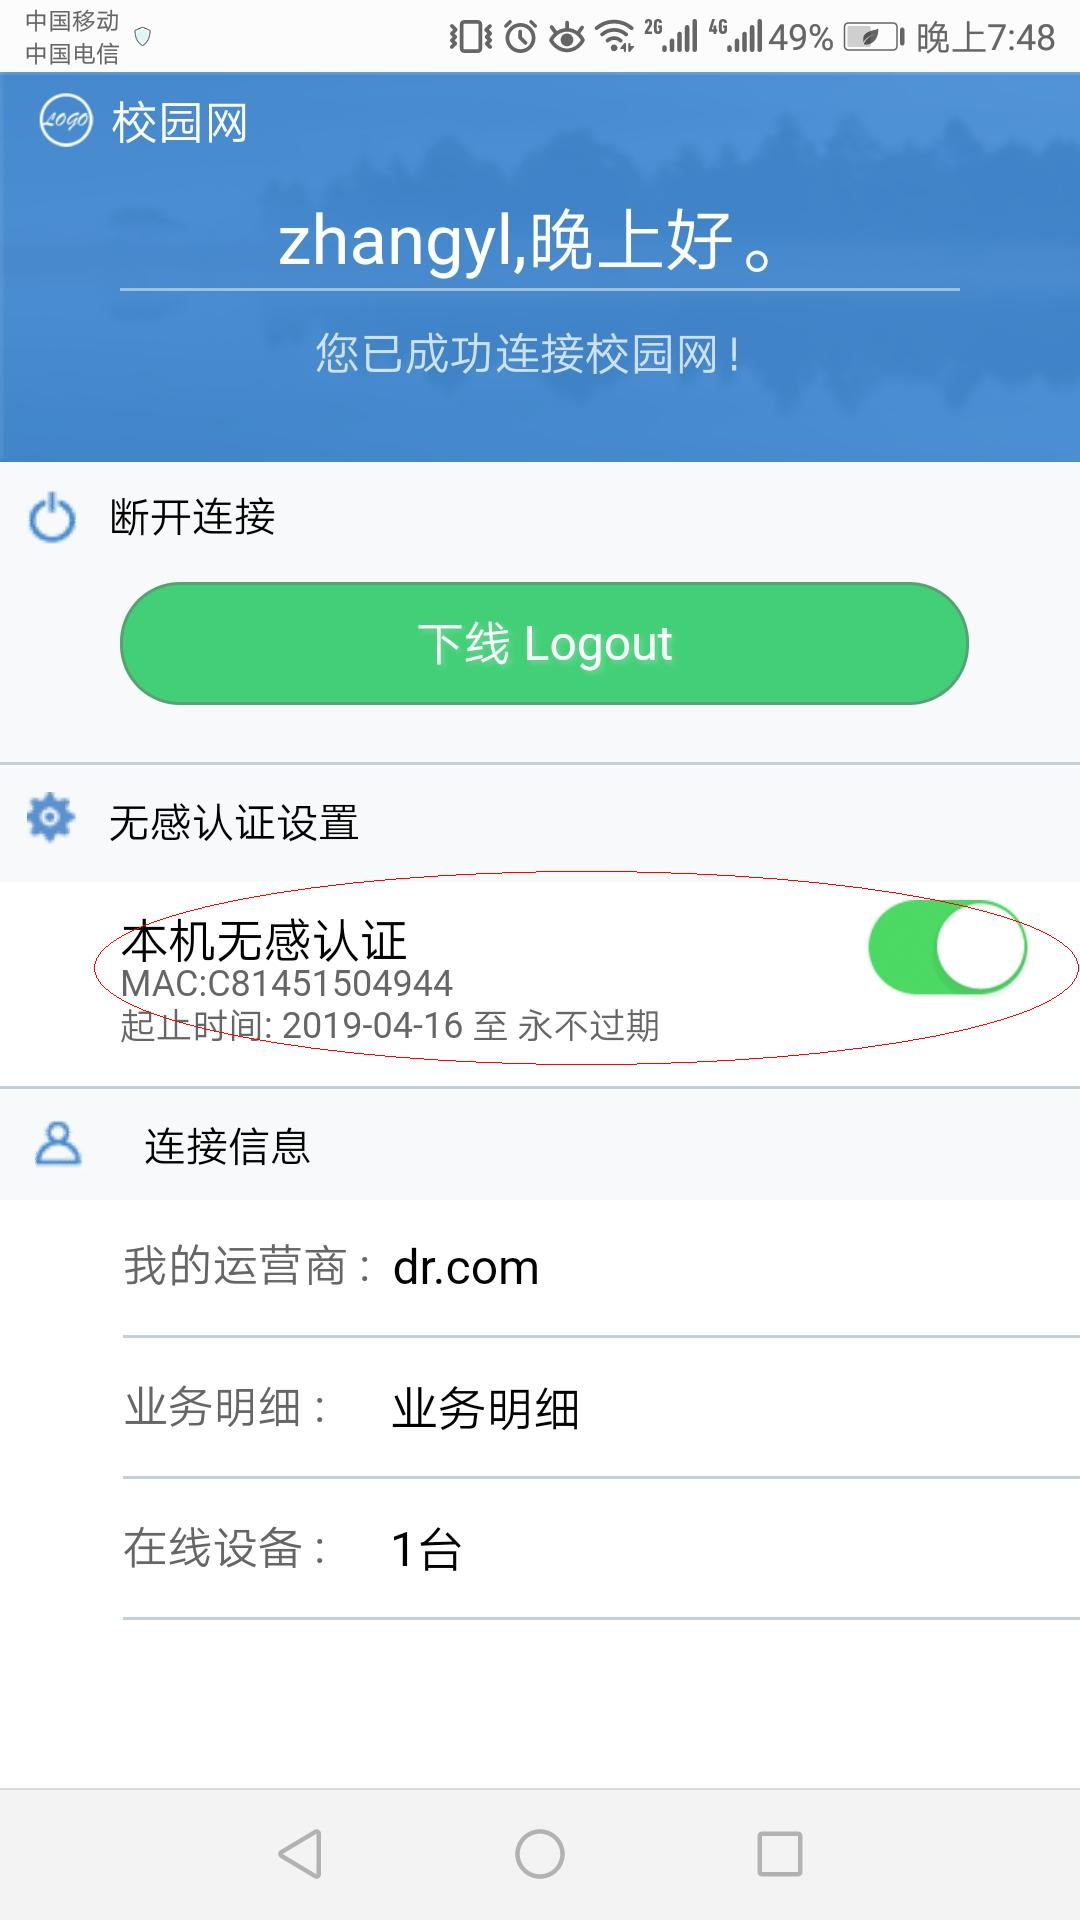 中国移动
中国电信
2G 4G 49% 晚上7:48
LOGO 校园网
zhangyl,晚上好。
您已成功连接校园网！
断开连接
下线 Logout
无感认证设置
本机无感认证
MAC:C81451504944
起止时间: 2019-04-16 至 永不过期
连接信息
我的运营商： dr.com
业务明细： 业务明细
在线设备： 1台